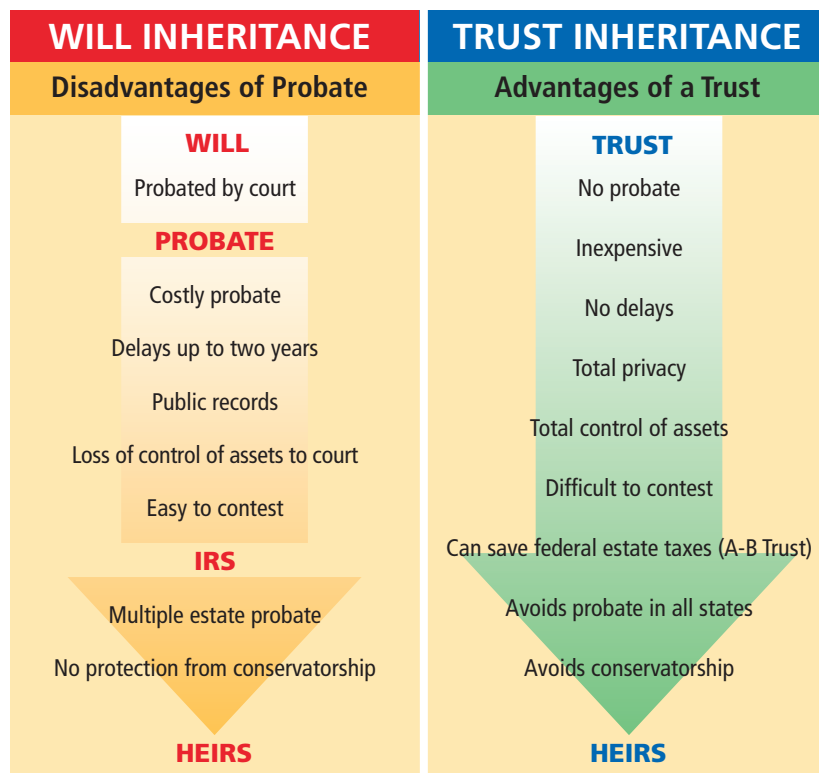 WILL INHERITANCE
Disadvantages of Probate
WILL
Probated by court
PROBATE
Costly probate
Delays up to two years
Public records
Loss of control of assets to court
Easy to contest
IRS
Multiple estate probate
No protection from conservatorship
HEIRS
TRUST INHERITANCE
Advantages of a Trust
TRUST
No probate
Inexpensive
No delays
Total privacy
Total control of assets
Difficult to contest
Can save federal estate taxes (A-B Trust)
Avoids probate in all states
Avoids conservatorship
HEIRS